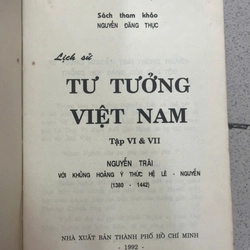 Sách tham khảo
NGUYỄN ĐĂNG THỤC
Lịch sử
TƯ TƯỞNG
VIỆT NAM
Tập VI & VII
NGUYỄN TRÃI
VỚI KHỦNG HOẢNG Ý THỨC HỆ LÊ - NGUYỄN
(1380 - 1442)
NHÀ XUẤT BẢN THÀNH PHỐ HỒ CHÍ MINH
- 1992 -